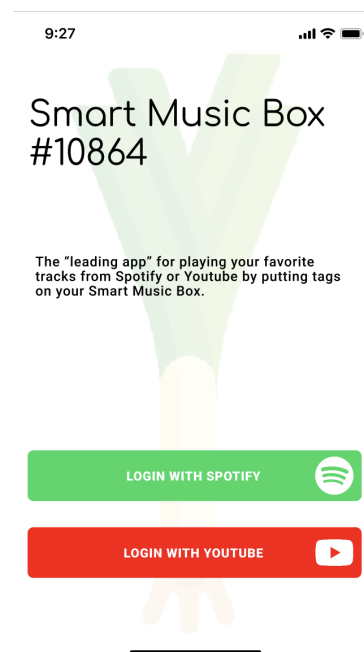 9:27
Smart Music Box
#10864
The “leading app” for playing your favorite
tracks from Spotify or Youtube by putting tags
on your Smart Music Box.
LOGIN WITH SPOTIFY
LOGIN WITH YOUTUBE